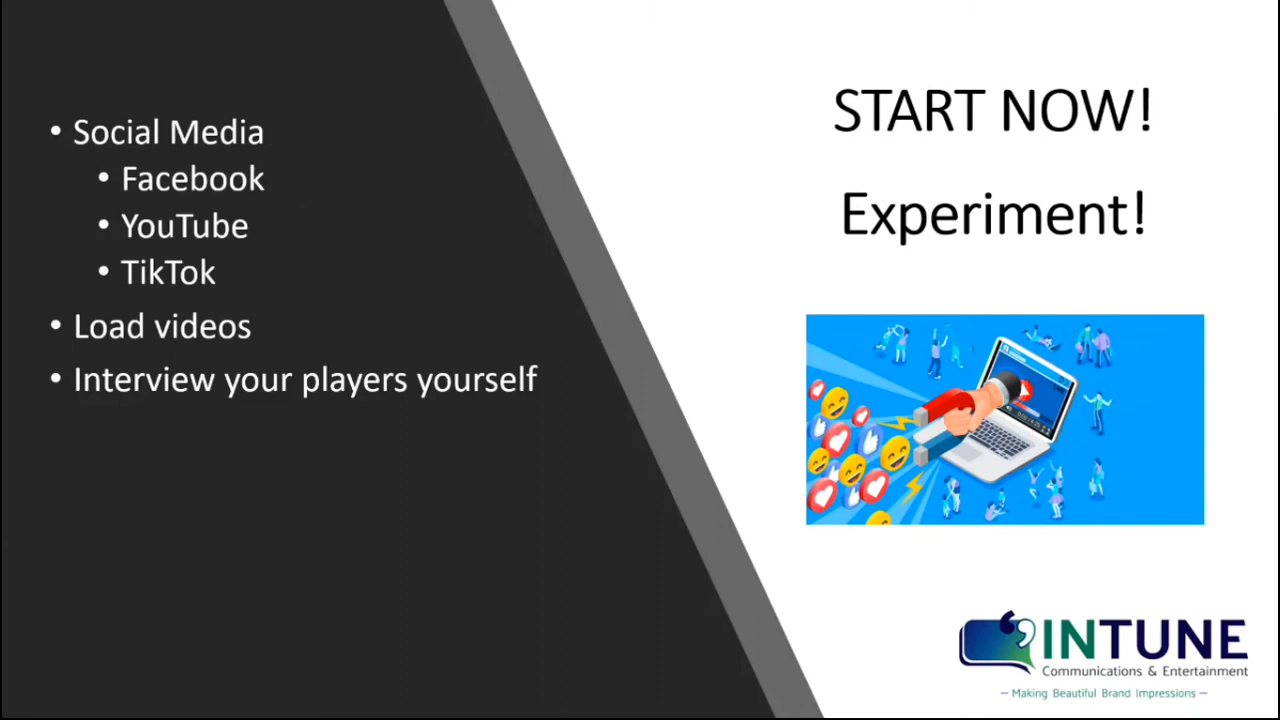 • Social Media
• Facebook
• YouTube
• TikTok
• Load videos
• Interview your players yourself
START NOW!
Experiment!
INTUNE
Communications & Entertainment
— Making Beautiful Brand Impressions —